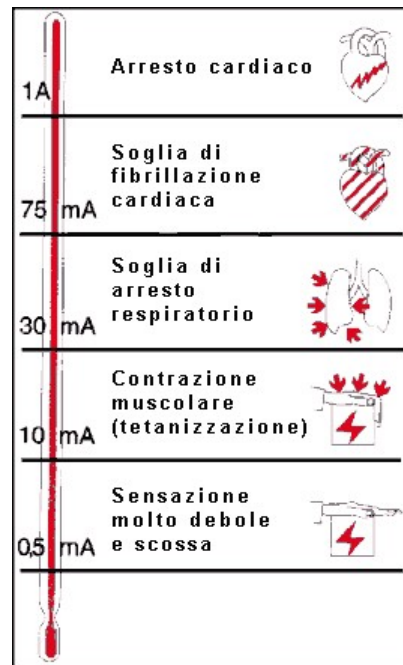 Arresto cardiaco
1A
Soglia di
fibrillazione
cardiaca
75 mA
Soglia di
arresto
respiratorio
30 mA
Contrazione
muscolare
(tetanizzazione)
10 mA
Sensazione
molto debole
e scossa
0,5 mA